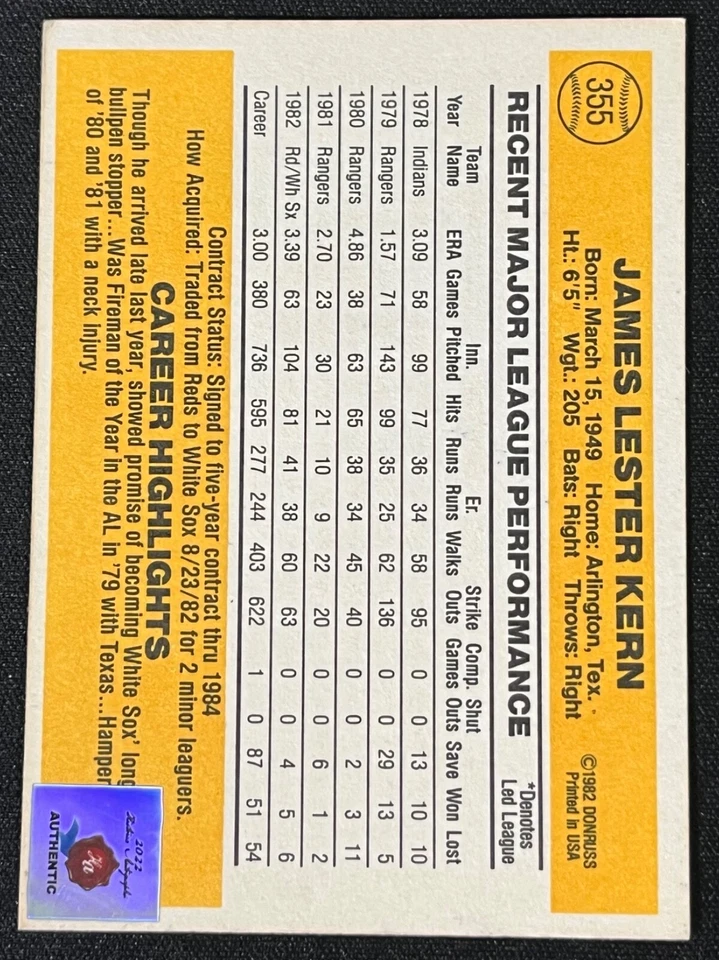 355
JAMES LESTER KERN
Born: March 15, 1949 Home: Arlington, Tex.
Ht.: 6'5" Wgt.: 205 Bats: Right Throws: Right
©1982 DONRUSS
Printed in USA
RECENT MAJOR LEAGUE PERFORMANCE
*Denotes
Led League
Team Inn. Er. Strike Comp. Shut
Year Name ERA Games Pitched Hits Runs Runs Walks Outs Games Outs Save Won Lost
1978 Indians 3.09 58 99 77 36 34 58 95 0 0 13 10 10
1979 Rangers 1.57 71 143 99 35 25 62 136 0 0 29 13 5
1980 Rangers 4.86 38 63 65 38 34 45 40 0 0 2 3 11
1981 Rangers 2.70 23 30 21 10 9 22 20 0 0 6 1 2
1982 Rd/Wh Sx 3.39 63 104 81 41 38 60 63 0 0 4 5 6
Career 3.00 380 736 595 277 244 403 622 1 0 87 51 54
Contract Status: Signed to five-year contract thru 1984
How Acquired: Traded from Reds to White Sox 8/23/82 for 2 minor leaguers.
CAREER HIGHLIGHTS
Though he arrived late last year, showed promise of becoming White Sox' long
bullpen stopper...Was Fireman of the Year in the AL in '79 with Texas...Hamper
of '80 and '81 with a neck injury.
2022
AUTHENTIC